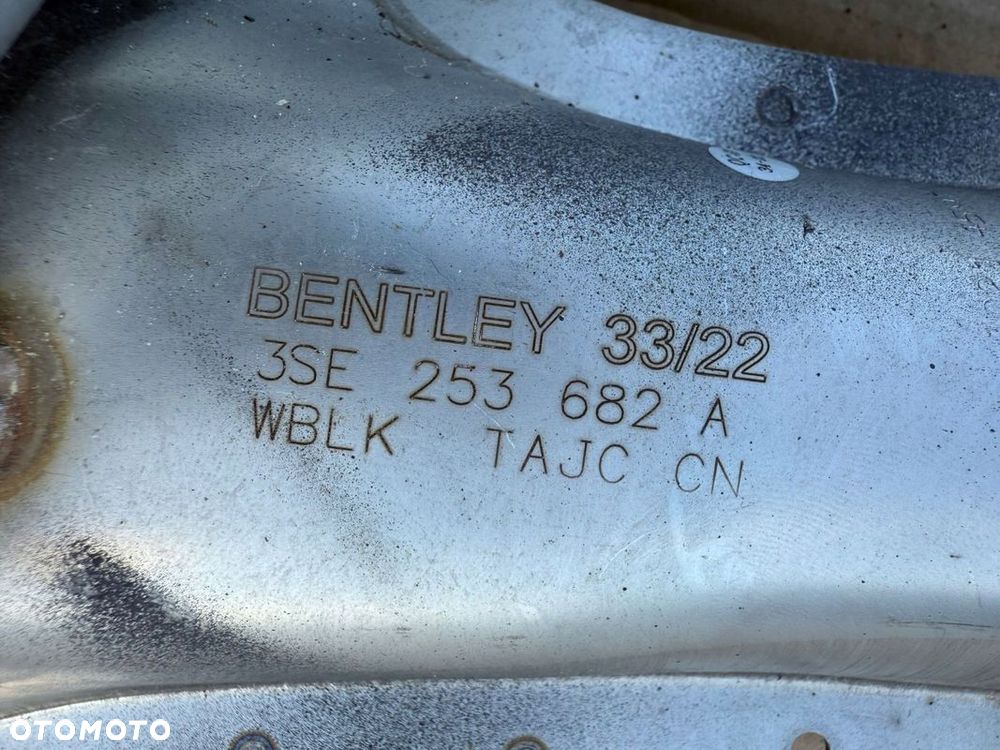 BENTLEY 33/22
3SE 253 682 A
WBLK TAJC CN
OTOMOTO